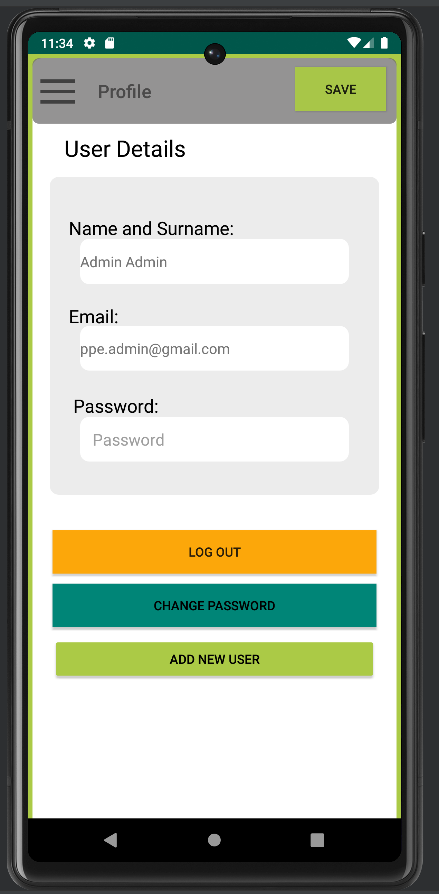 11:34
Profile
SAVE
User Details
Name and Surname:
Admin Admin
Email:
ppe.admin@gmail.com
Password:
Password
LOG OUT
CHANGE PASSWORD
ADD NEW USER